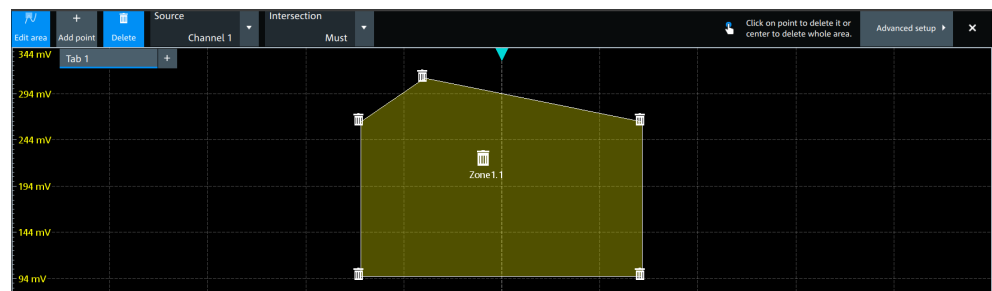 Edit area
+
Add point
Delete
Source
Channel 1
Intersection
Must
Click on point to delete it or
center to delete whole area.
Advanced setup
×
344 mV
Tab 1
+
294 mV
244 mV
Zone1.1
194 mV
144 mV
94 mV